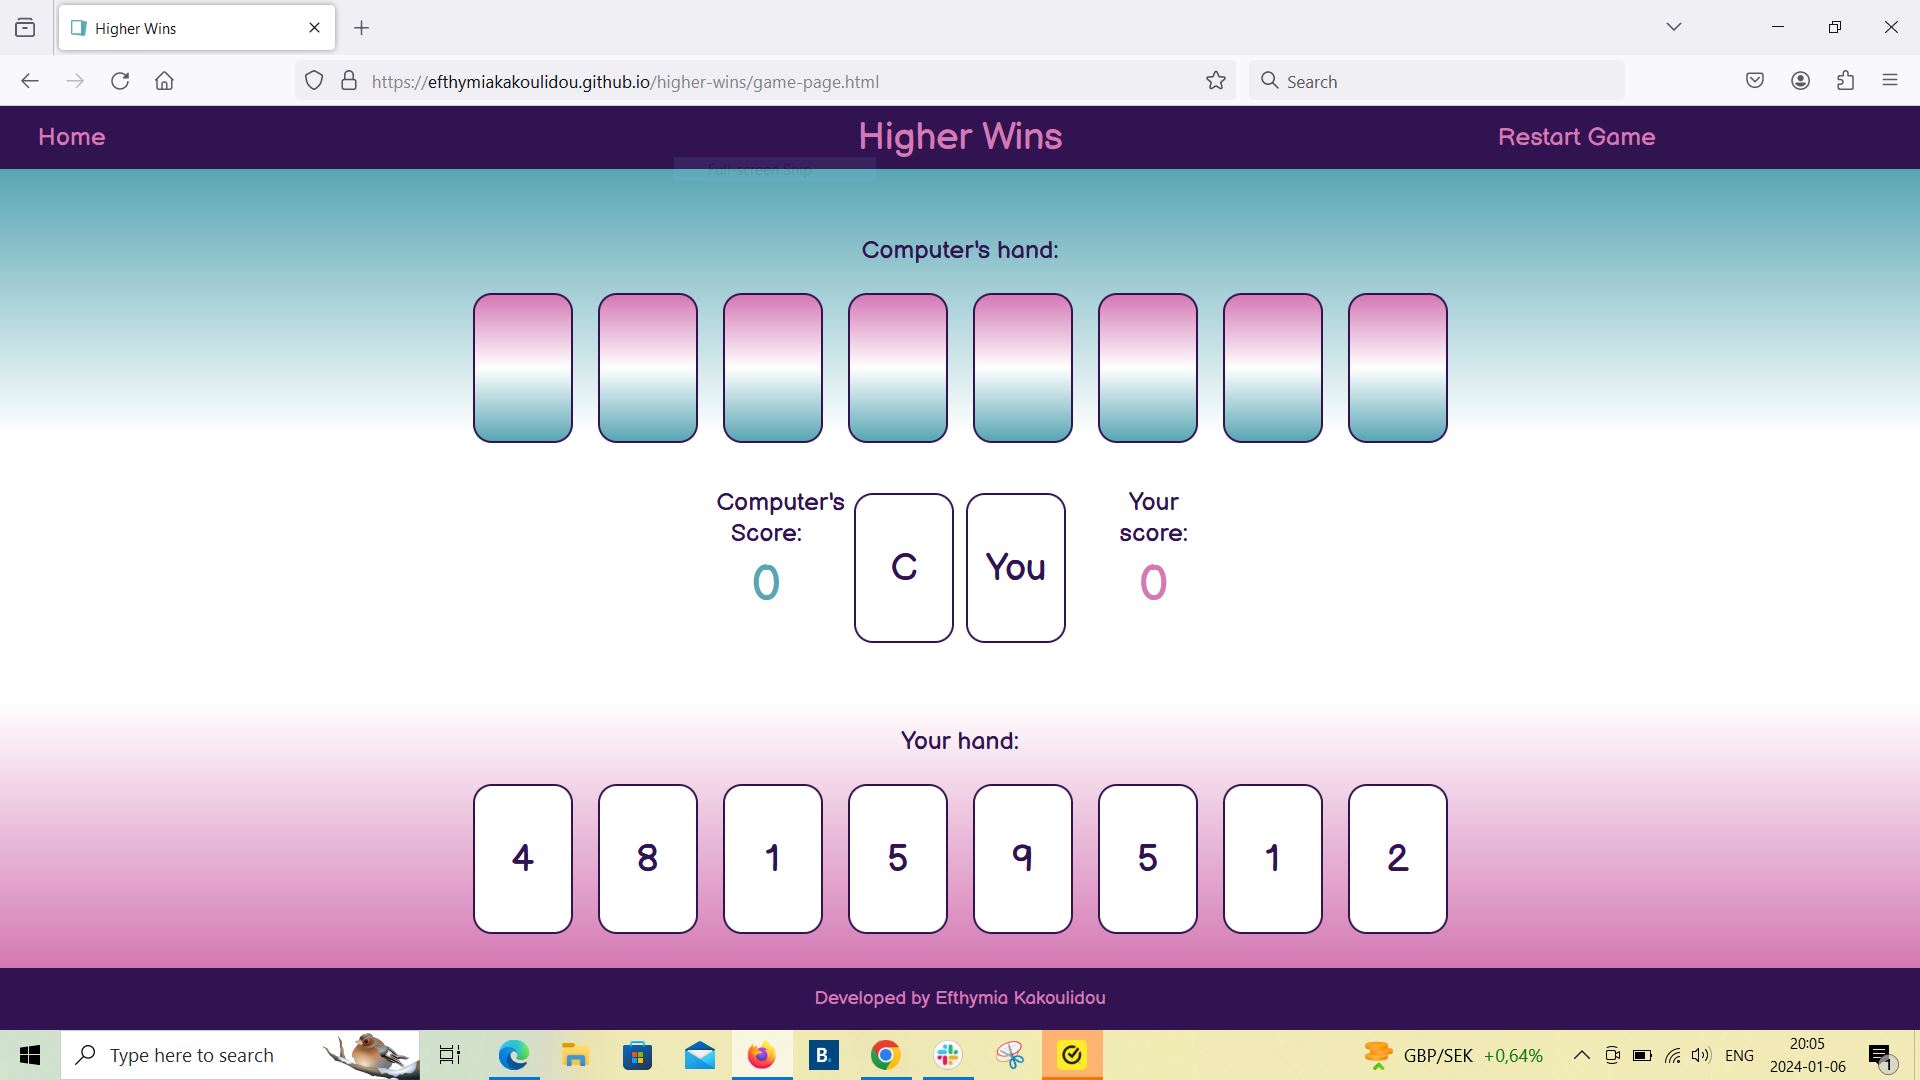 Higher Wins
https://efthymiakakoulidou.github.io/higher-wins/game-page.html
Search
Home
Higher Wins
Restart Game
Full-screen Snip
Computer's hand:
Computer's
Score:
0
C
You
Your
score:
0
Your hand:
4 8 1 5 9 5 1 2
Developed by Efthymia Kakoulidou
Type here to search
B.
GBP/SEK +0,64%
ENG
20:05
2024-01-06
1